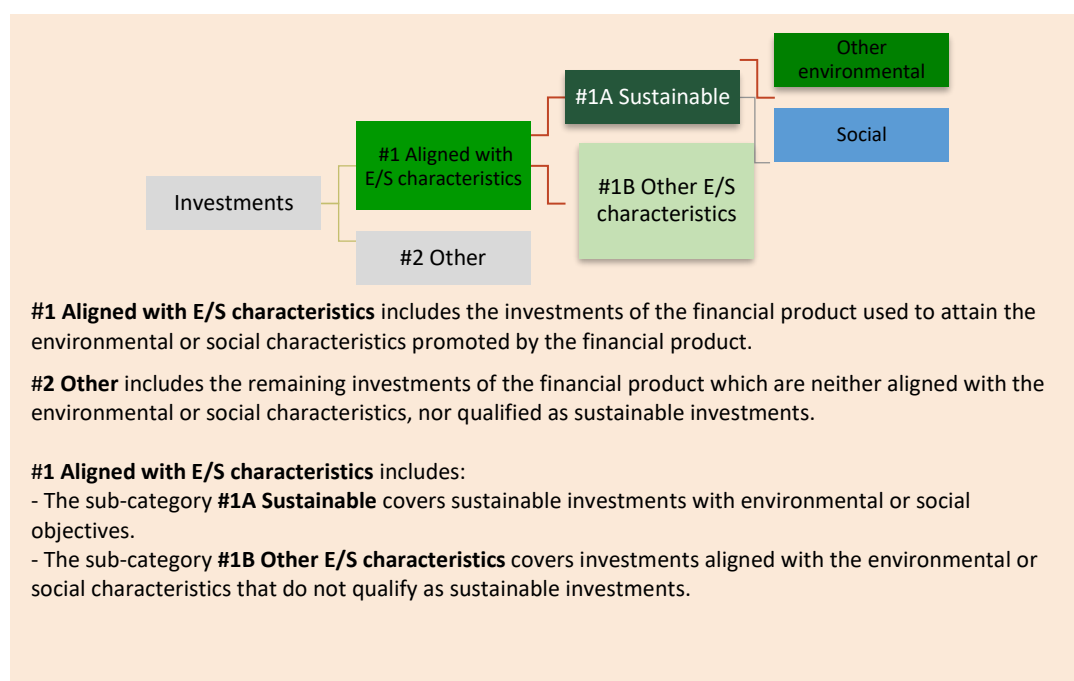 Other
environmental
#1A Sustainable
Social
#1 Aligned with
E/S characteristics
#1B Other E/S
characteristics
Investments
#2 Other
#1 Aligned with E/S characteristics includes the investments of the financial product used to attain the
environmental or social characteristics promoted by the financial product.
#2 Other includes the remaining investments of the financial product which are neither aligned with the
environmental or social characteristics, nor qualified as sustainable investments.
#1 Aligned with E/S characteristics includes:
- The sub-category #1A Sustainable covers sustainable investments with environmental or social
objectives.
- The sub-category #1B Other E/S characteristics covers investments aligned with the environmental or
social characteristics that do not qualify as sustainable investments.